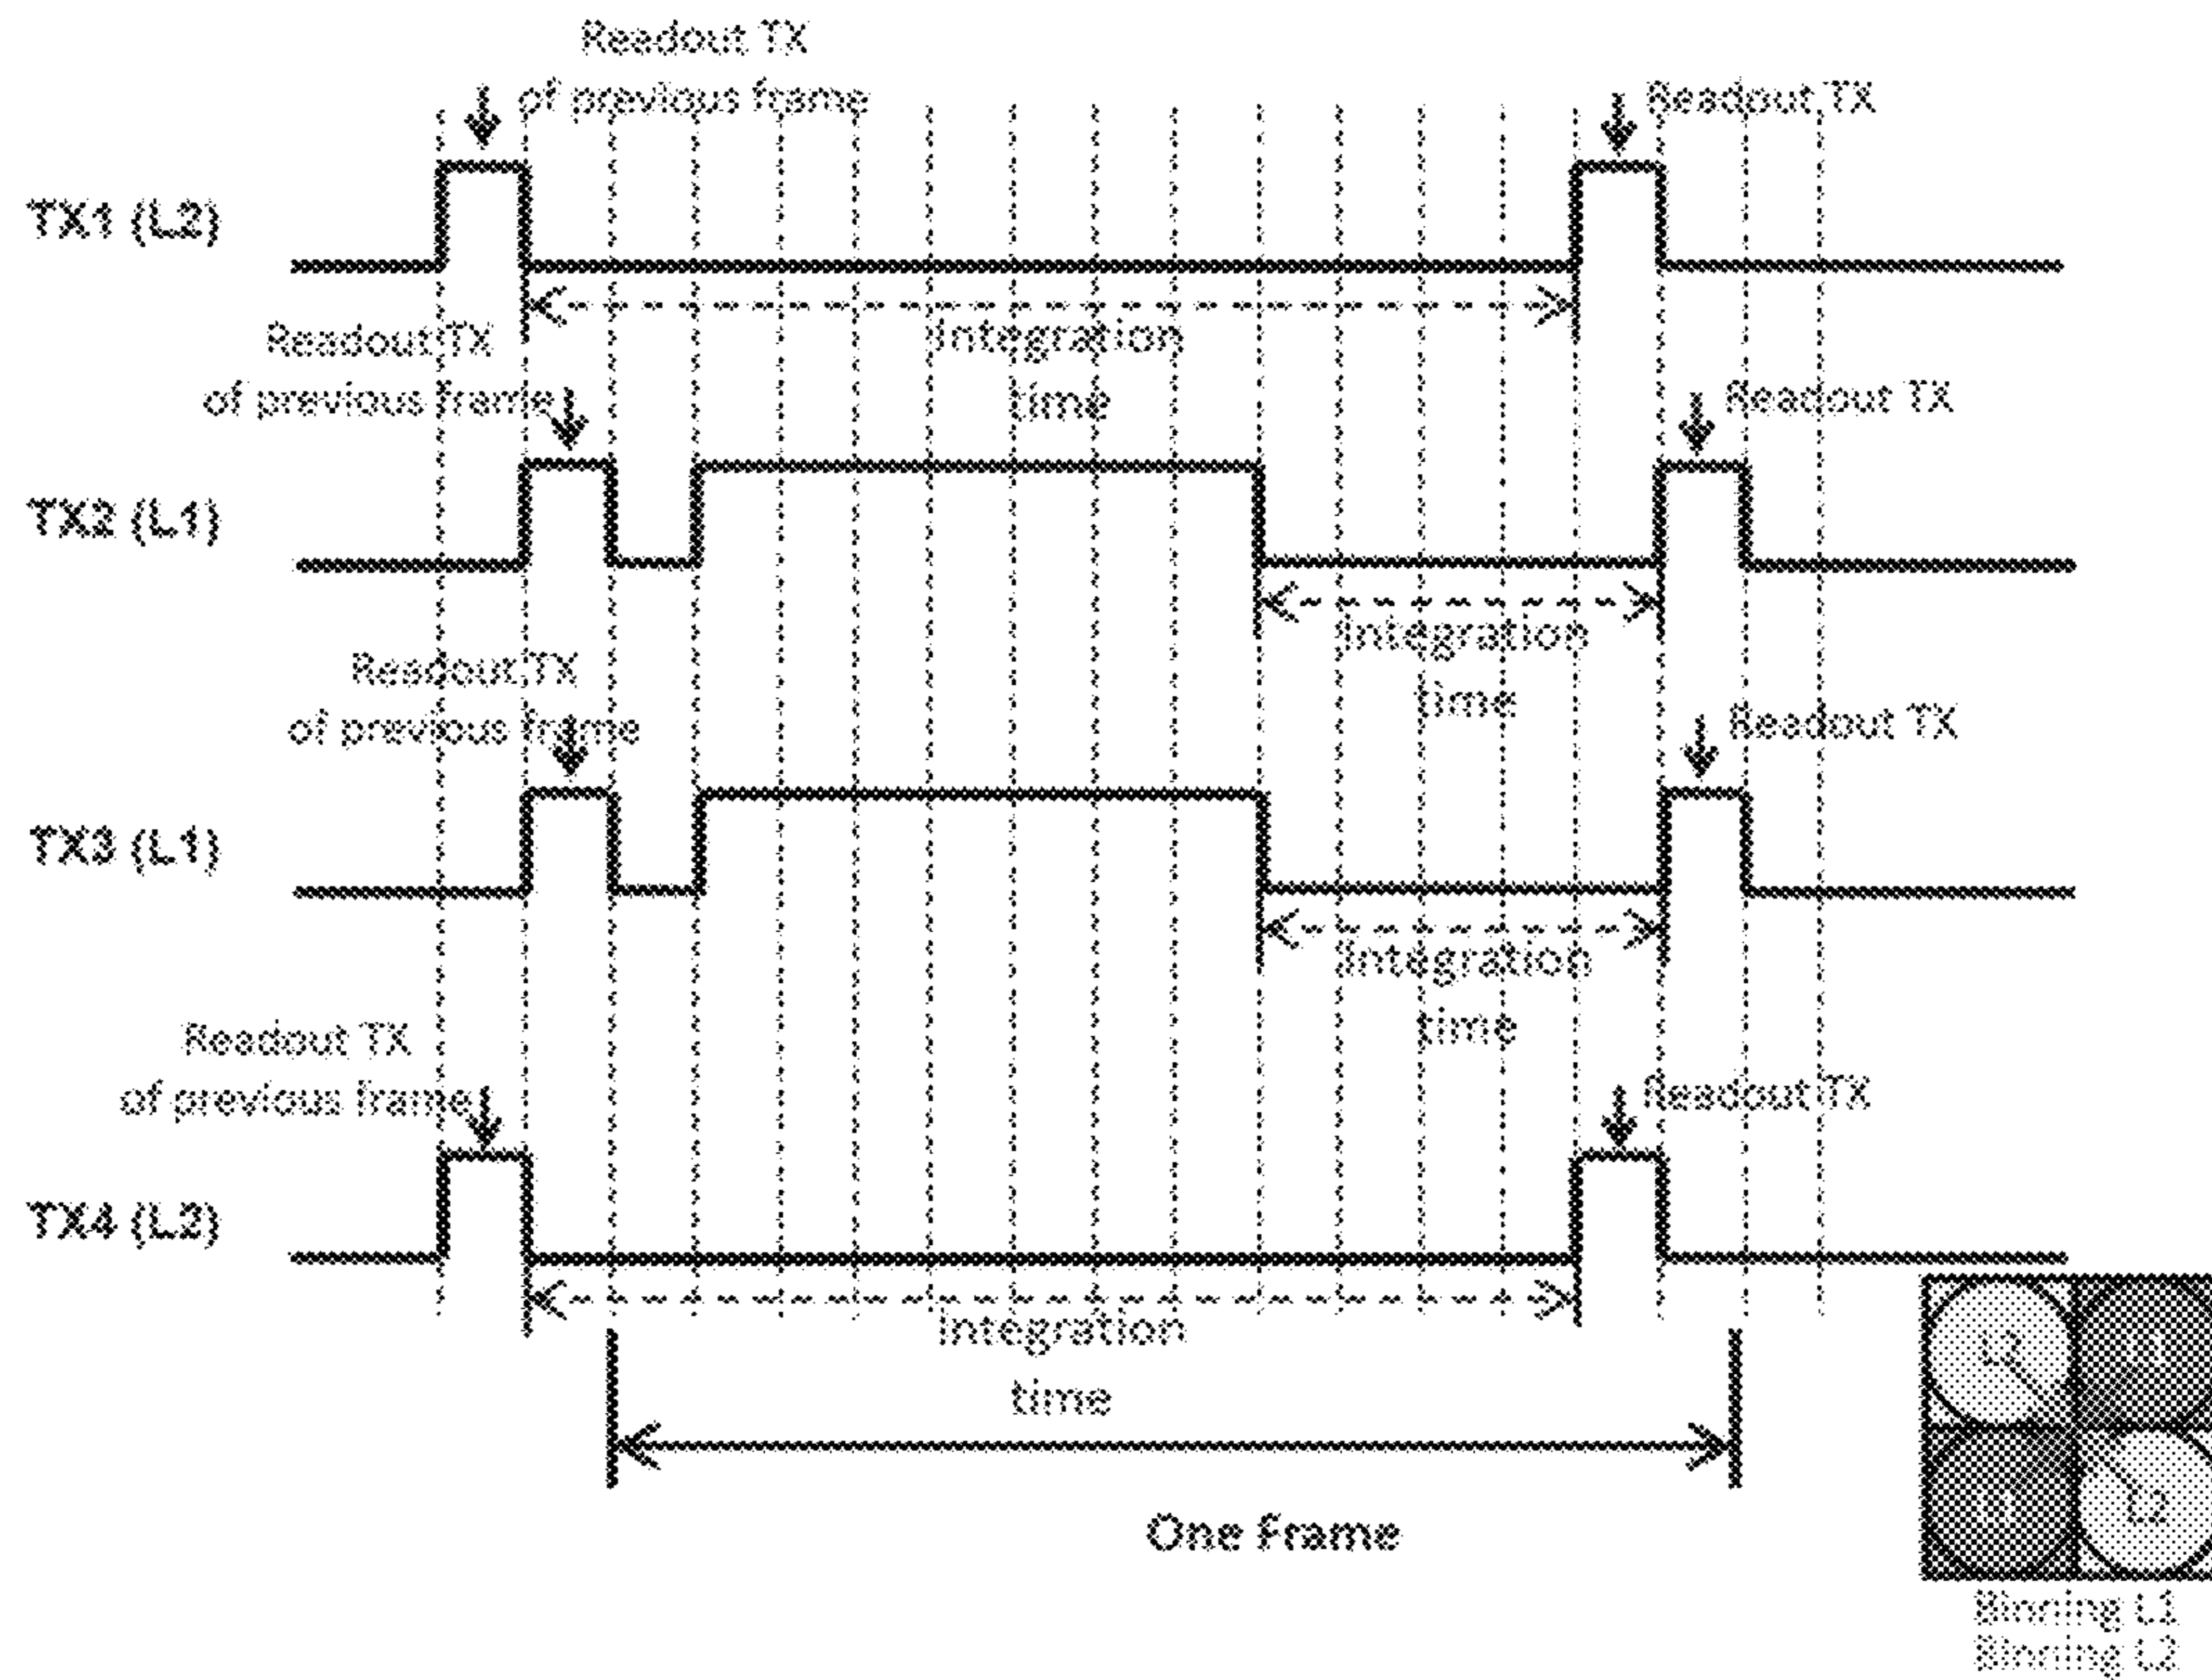 Readout TX
of previous frame
Readout TX
TX1 (L2)
Integration
time
Readout TX
of previous frame
Readout TX
TX2 (L1)
Integration
time
Readout TX
of previous frame
Readout TX
TX3 (L1)
Integration
time
Readout TX
of previous frame
Readout TX
TX4 (L2)
Integration
time
One Frame
L2
L2
Binning L1
Binning L2